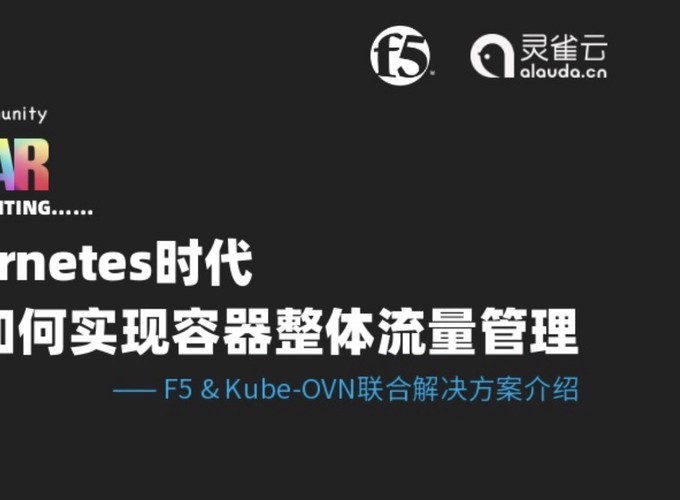 f5
灵雀云
alauda.cn
unity
AR
ITING......
rnetes时代
如何实现容器整体流量管理
—— F5 & Kube-OVN联合解决方案介绍